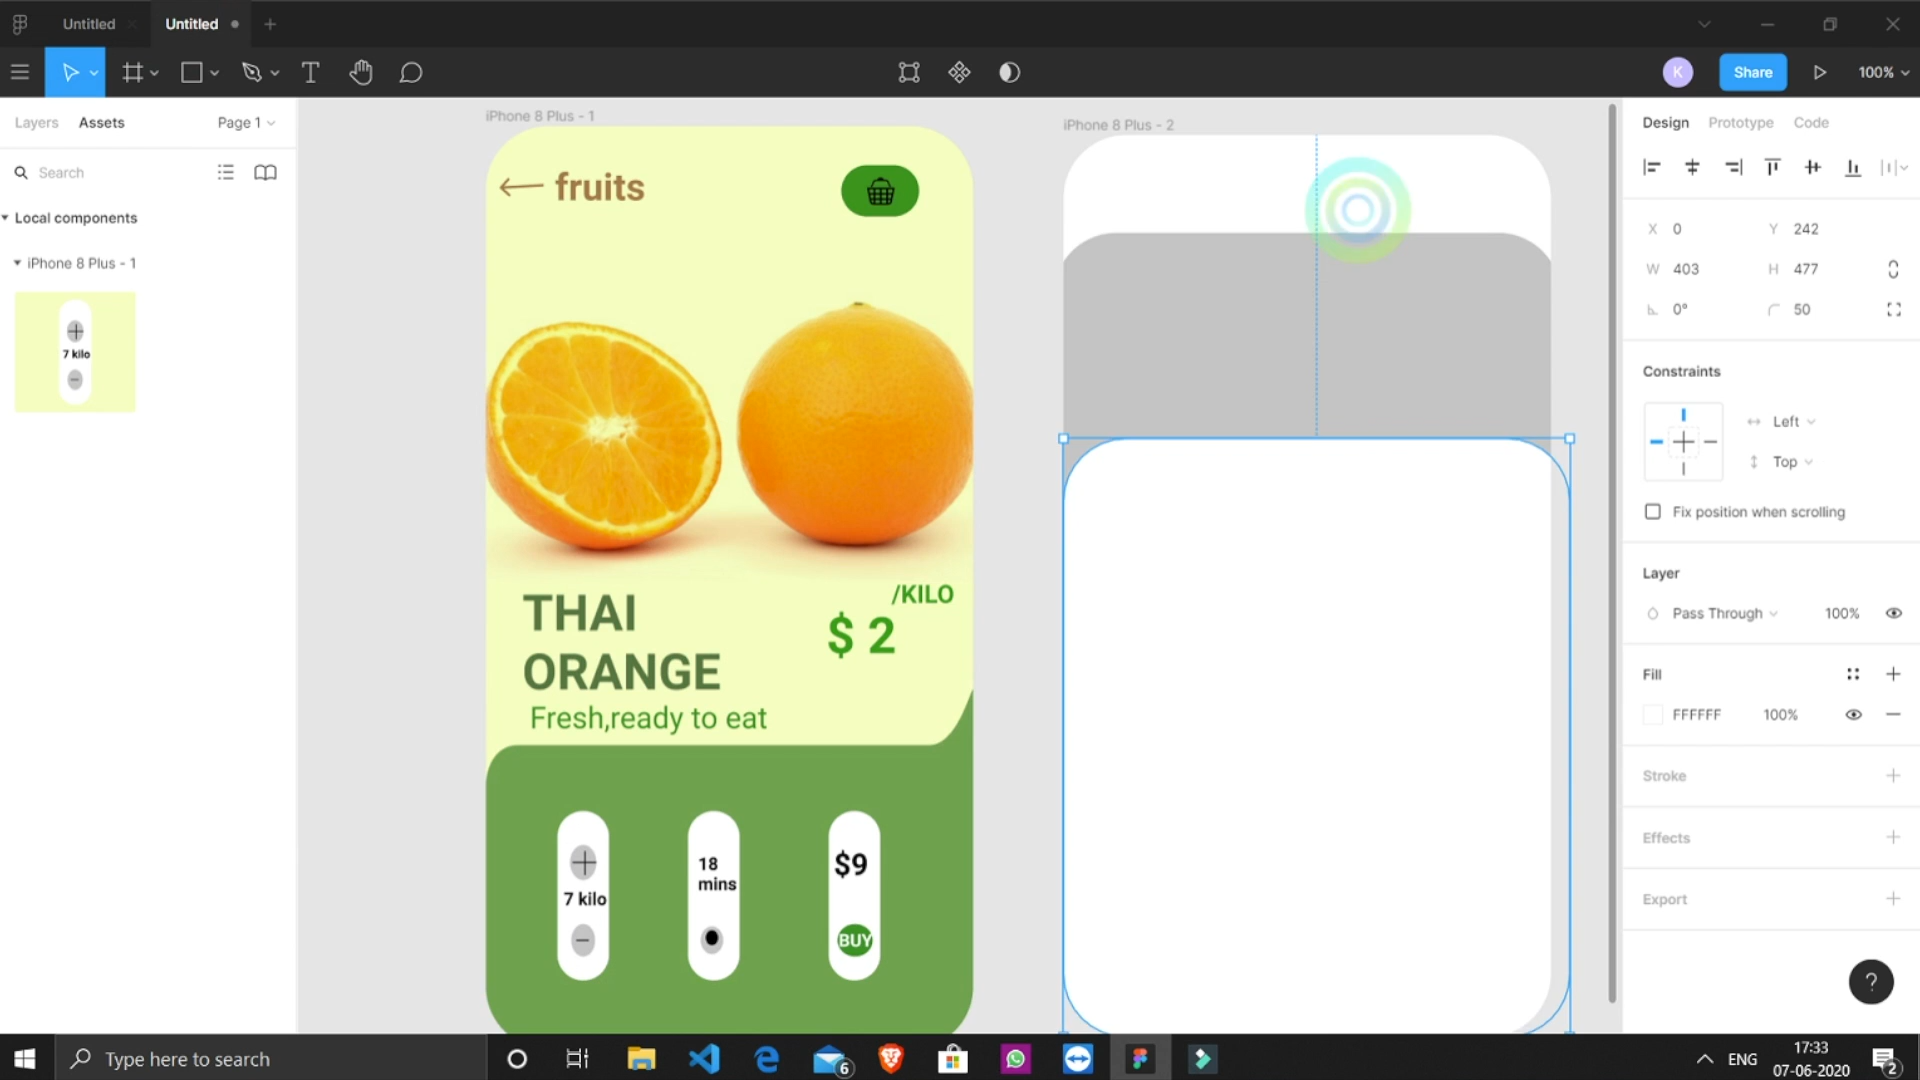 Untitled
Untitled
Share
100%
K
Layers
Assets
Page 1
Search
Local components
iPhone 8 Plus - 1
7 kilo
iPhone 8 Plus - 1
fruits
THAI
ORANGE
/KILO
$ 2
Fresh,ready to eat
7 kilo
18
mins
$9
BUY
iPhone 8 Plus - 2
Design
Prototype
Code
X 0
Y 242
W 403
H 477
0°
50
Constraints
Left
Top
Fix position when scrolling
Layer
Pass Through
100%
Fill
FFFFFF
100%
Stroke
Effects
Export
?
Type here to search
6
ENG
17:33
07-06-2020
2